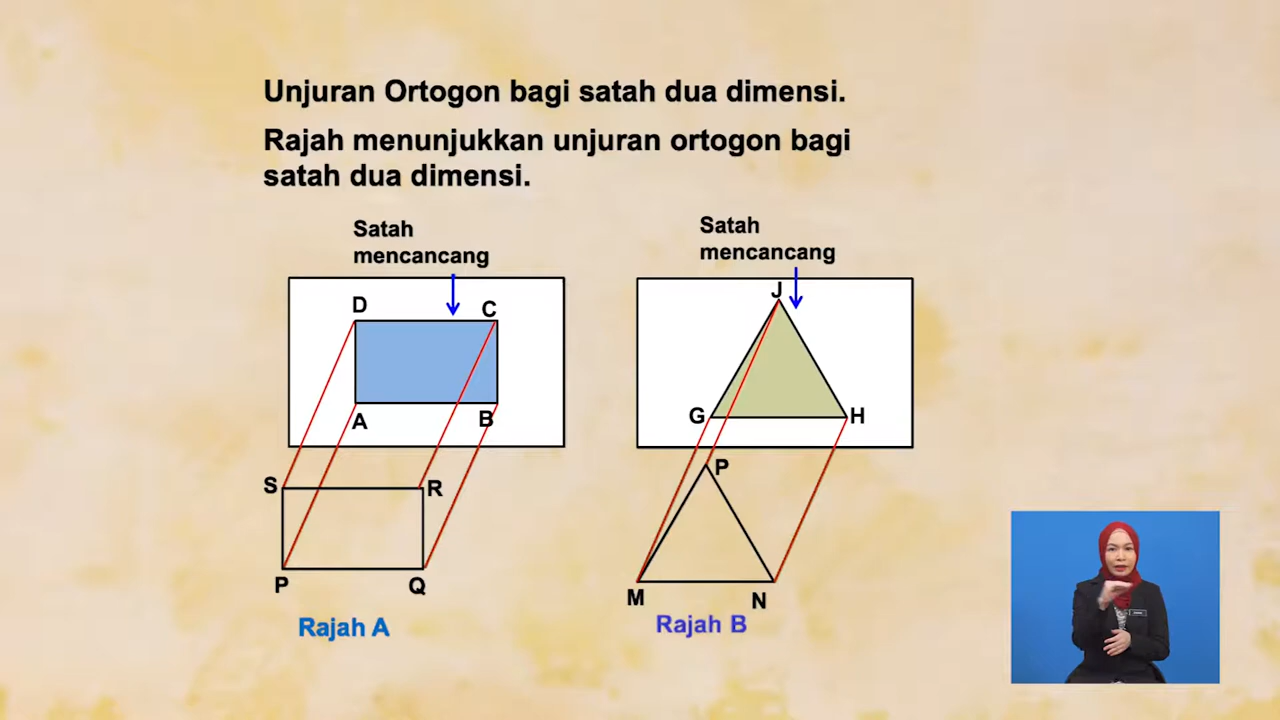 Unjuran Ortogon bagi satah dua dimensi.
Rajah menunjukkan unjuran ortogon bagi
satah dua dimensi.
Satah
mencancang
D
C
A
B
S
R
P
Q
Rajah A
Satah
mencancang
J
G
H
P
M
N
Rajah B